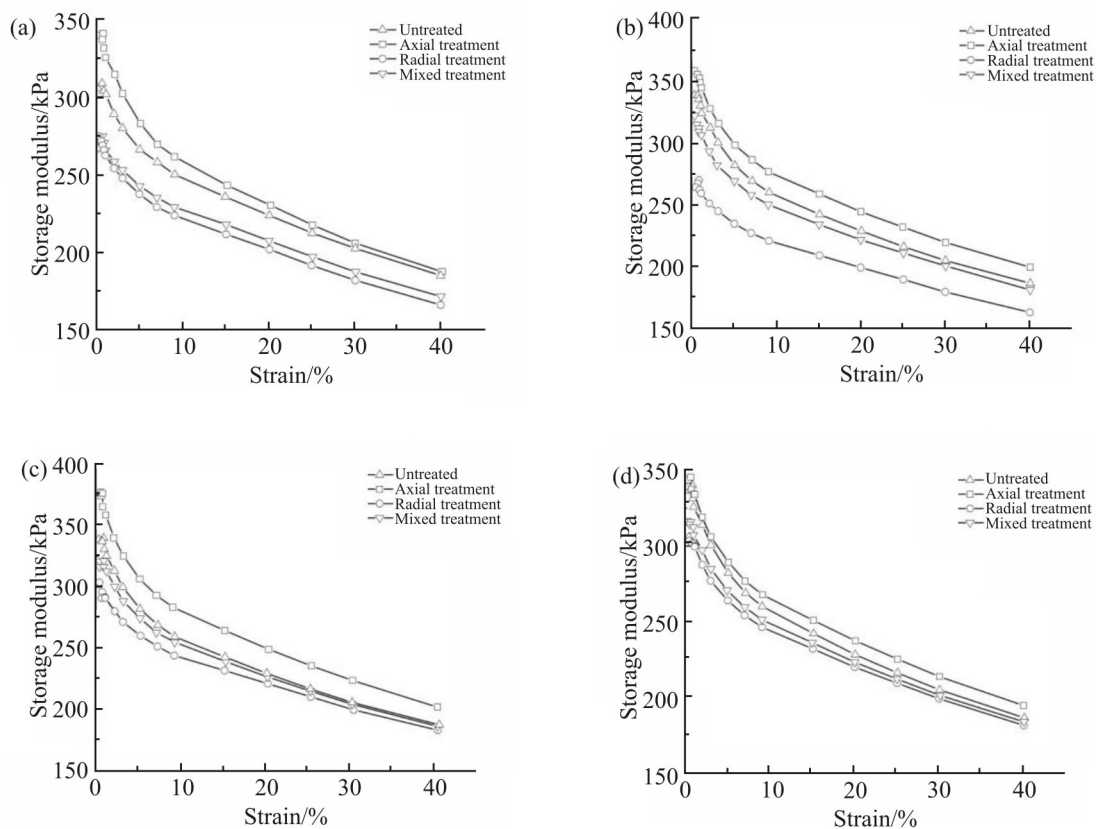 (a)
Untreated
Axial treatment
Radial treatment
Mixed treatment
Storage modulus/kPa
350
300
250
200
150
0 10 20 30 40
Strain/%
(b)
Untreated
Axial treatment
Radial treatment
Mixed treatment
Storage modulus/kPa
400
350
300
250
200
150
0 10 20 30 40
Strain/%
(c)
Untreated
Axial treatment
Radial treatment
Mixed treatment
Storage modulus/kPa
400
350
300
250
200
150
0 10 20 30 40
Strain/%
(d)
Untreated
Axial treatment
Radial treatment
Mixed treatment
Storage modulus/kPa
350
300
250
200
150
0 10 20 30 40
Strain/%